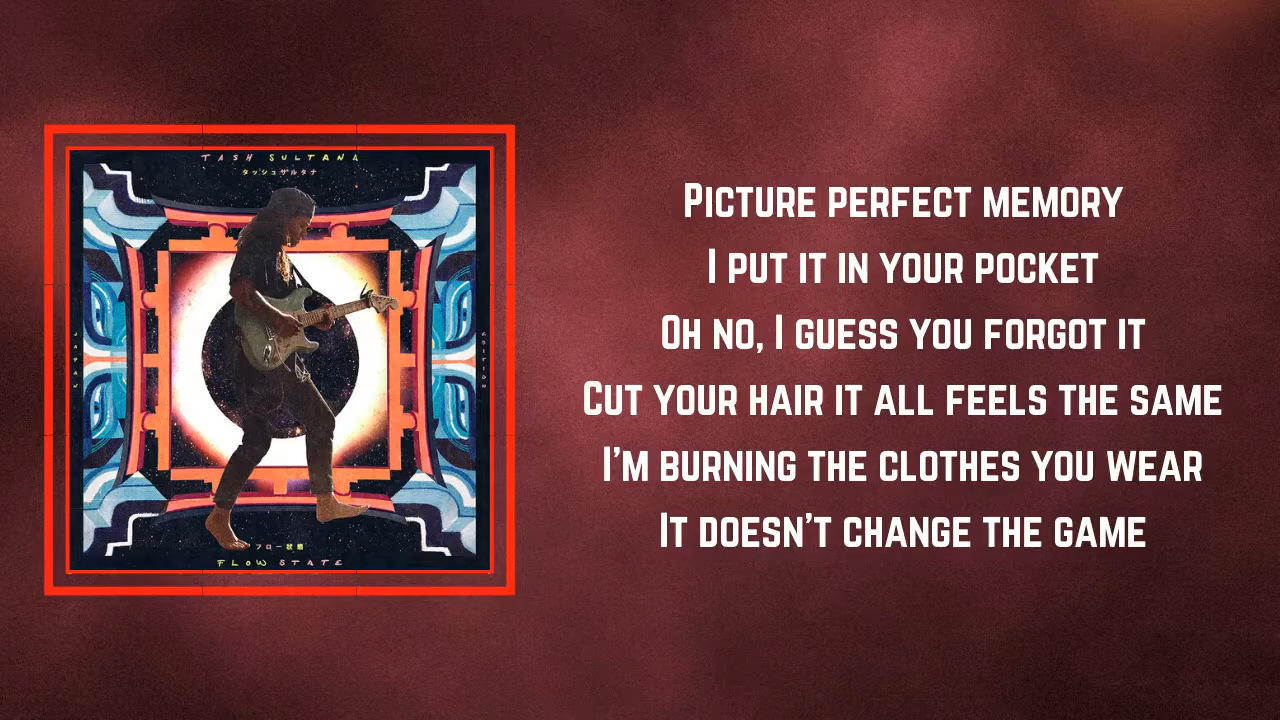 TASH SULTANA
タッシュサルタナ
JAPAN
EDITION
フロー状態
FLOW STATE
PICTURE PERFECT MEMORY
I PUT IT IN YOUR POCKET
OH NO, I GUESS YOU FORGOT IT
CUT YOUR HAIR IT ALL FEELS THE SAME
I'M BURNING THE CLOTHES YOU WEAR
IT DOESN'T CHANGE THE GAME